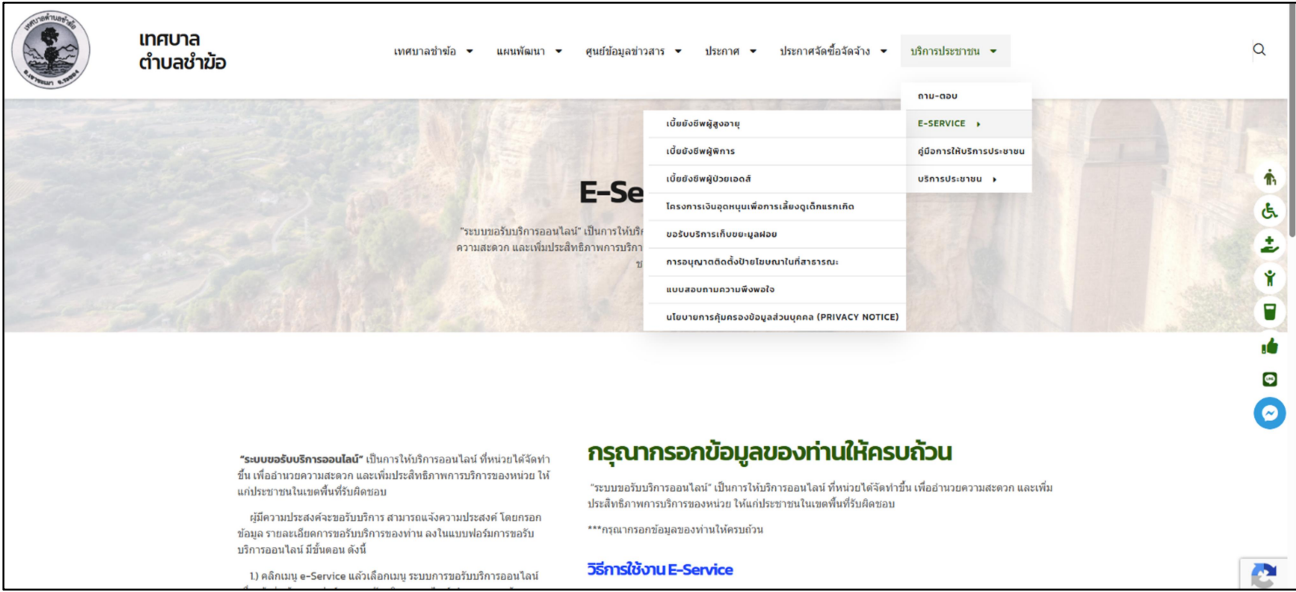 เทศบาล
ตำบลชำฆ้อ
เทศบาลชำฆ้อ
แผนพัฒนา
ศูนย์ข้อมูลข่าวสาร
ประกาศ
ประกาศจัดซื้อจัดจ้าง
บริการประชาชน
ถาม-ตอบ
E-SERVICE
คู่มือการให้บริการประชาชน
บริการประชาชน
เบี้ยยังชีพผู้สูงอายุ
เบี้ยยังชีพผู้พิการ
เบี้ยยังชีพผู้ป่วยเอดส์
โครงการเงินอุดหนุนเพื่อการเลี้ยงดูเด็กแรกเกิด
ขอรับบริการเก็บขยะมูลฝอย
การอนุญาตติดตั้งป้ายโฆษณาในที่สาธารณะ
แบบสอบถามความพึงพอใจ
นโยบายการคุ้มครองข้อมูลส่วนบุคคล (PRIVACY NOTICE)
E-Se
"ระบบขอรับบริการออนไลน์" เป็นการให้บริ
ความสะดวก และเพิ่มประสิทธิภาพการบริกา
"ระบบขอรับบริการออนไลน์" เป็นการให้บริการออนไลน์ ที่หน่วยได้จัดทำ
ขึ้น เพื่ออำนวยความสะดวก และเพิ่มประสิทธิภาพการบริการของหน่วย ให้
แก่ประชาชนในเขตพื้นที่รับผิดชอบ
ผู้มีความประสงค์จะขอรับบริการ สามารถแจ้งความประสงค์ โดยกรอก
ข้อมูล รายละเอียดการขอรับบริการของท่าน ลงในแบบฟอร์มการขอรับ
บริการออนไลน์ มีขั้นตอน ดังนี้
1.) คลิกเมนู e-Service แล้วเลือกเมนู ระบบการขอรับบริการออนไลน์
กรุณากรอกข้อมูลของท่านให้ครบถ้วน
"ระบบขอรับบริการออนไลน์" เป็นการให้บริการออนไลน์ ที่หน่วยได้จัดทำขึ้น เพื่ออำนวยความสะดวก และเพิ่ม
ประสิทธิภาพการบริการของหน่วย ให้แก่ประชาชนในเขตพื้นที่รับผิดชอบ
***กรุณากรอกข้อมูลของท่านให้ครบถ้วน
วิธีการใช้งาน E-Service